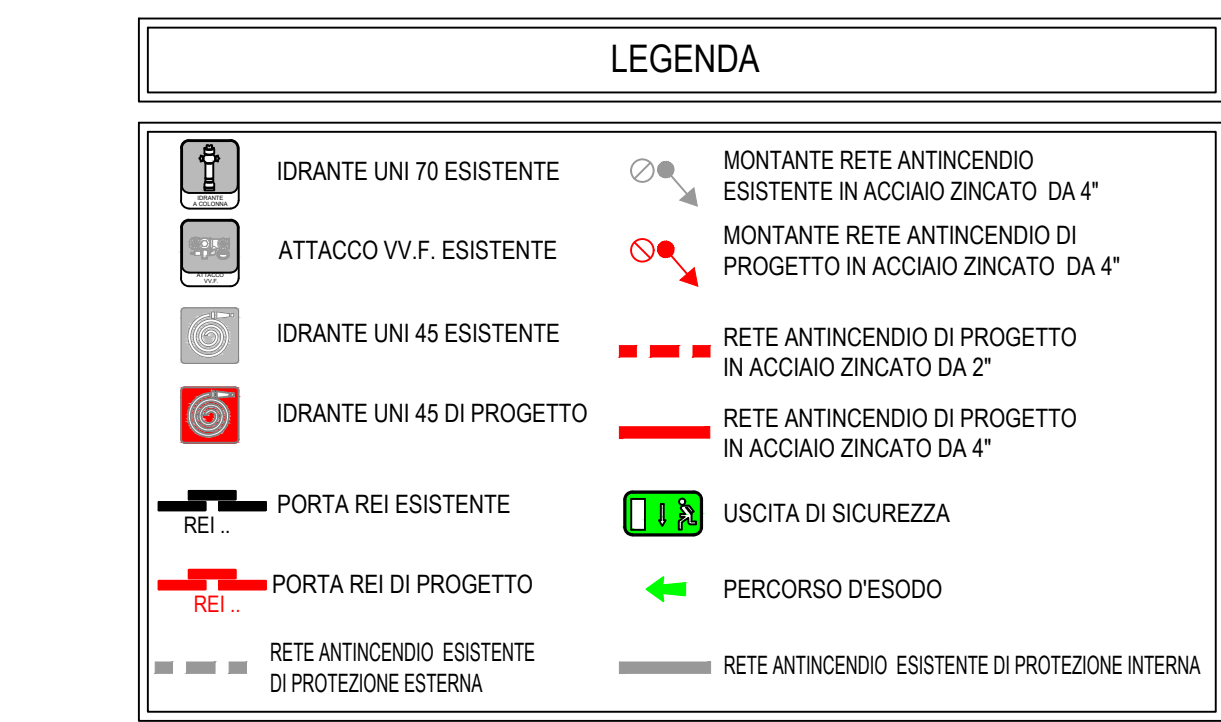 LEGENDA
IDRANTE
A COLONNA
IDRANTE UNI 70 ESISTENTE
ATTACCO
VV.F.
ATTACCO VV.F. ESISTENTE
IDRANTE UNI 45 ESISTENTE
IDRANTE UNI 45 DI PROGETTO
REI ..
PORTA REI ESISTENTE
REI ..
PORTA REI DI PROGETTO
RETE ANTINCENDIO ESISTENTE
DI PROTEZIONE ESTERNA
MONTANTE RETE ANTINCENDIO
ESISTENTE IN ACCIAIO ZINCATO DA 4"
MONTANTE RETE ANTINCENDIO DI
PROGETTO IN ACCIAIO ZINCATO DA 4"
RETE ANTINCENDIO DI PROGETTO
IN ACCIAIO ZINCATO DA 2"
RETE ANTINCENDIO DI PROGETTO
IN ACCIAIO ZINCATO DA 4"
USCITA DI SICUREZZA
PERCORSO D'ESODO
RETE ANTINCENDIO ESISTENTE DI PROTEZIONE INTERNA